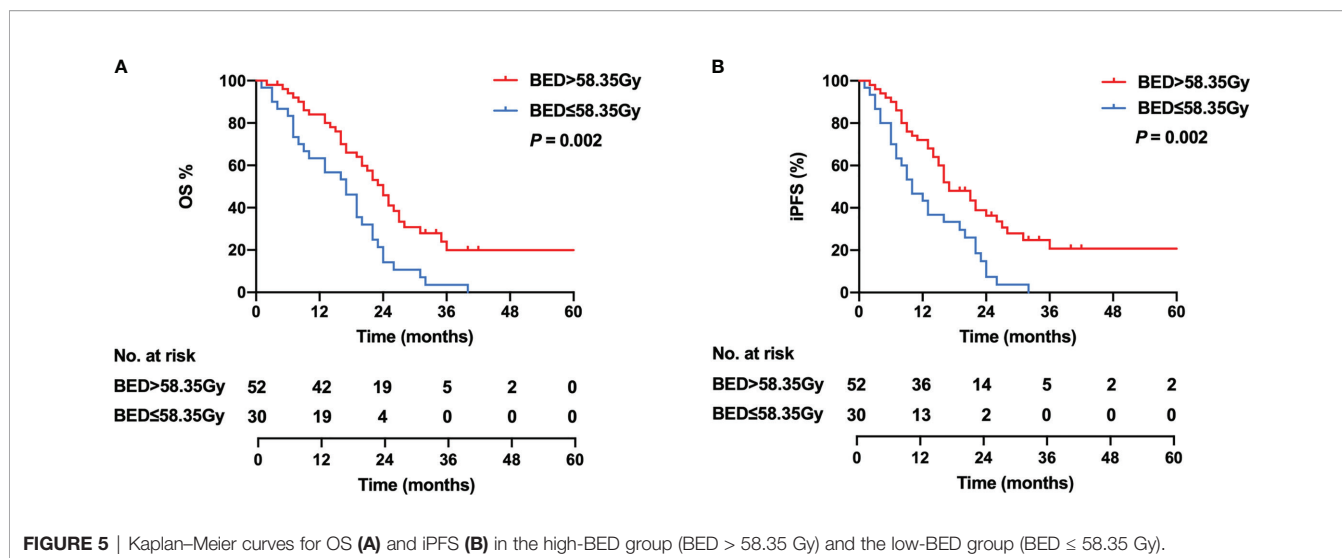 A
OS %
100
80
60
40
20
0
BED>58.35Gy
BED≤58.35Gy
P = 0.002
0 12 24 36 48 60
Time (months)
No. at risk
BED>58.35Gy 52 42 19 5 2 0
BED≤58.35Gy 30 19 4 0 0 0
0 12 24 36 48 60
Time (months)
B
iPFS (%)
100
80
60
40
20
0
BED>58.35Gy
BED≤58.35Gy
P = 0.002
0 12 24 36 48 60
Time (months)
No. at risk
BED>58.35Gy 52 36 14 5 2 2
BED≤58.35Gy 30 13 2 0 0 0
0 12 24 36 48 60
Time (months)
FIGURE 5 | Kaplan–Meier curves for OS (A) and iPFS (B) in the high-BED group (BED > 58.35 Gy) and the low-BED group (BED ≤ 58.35 Gy).